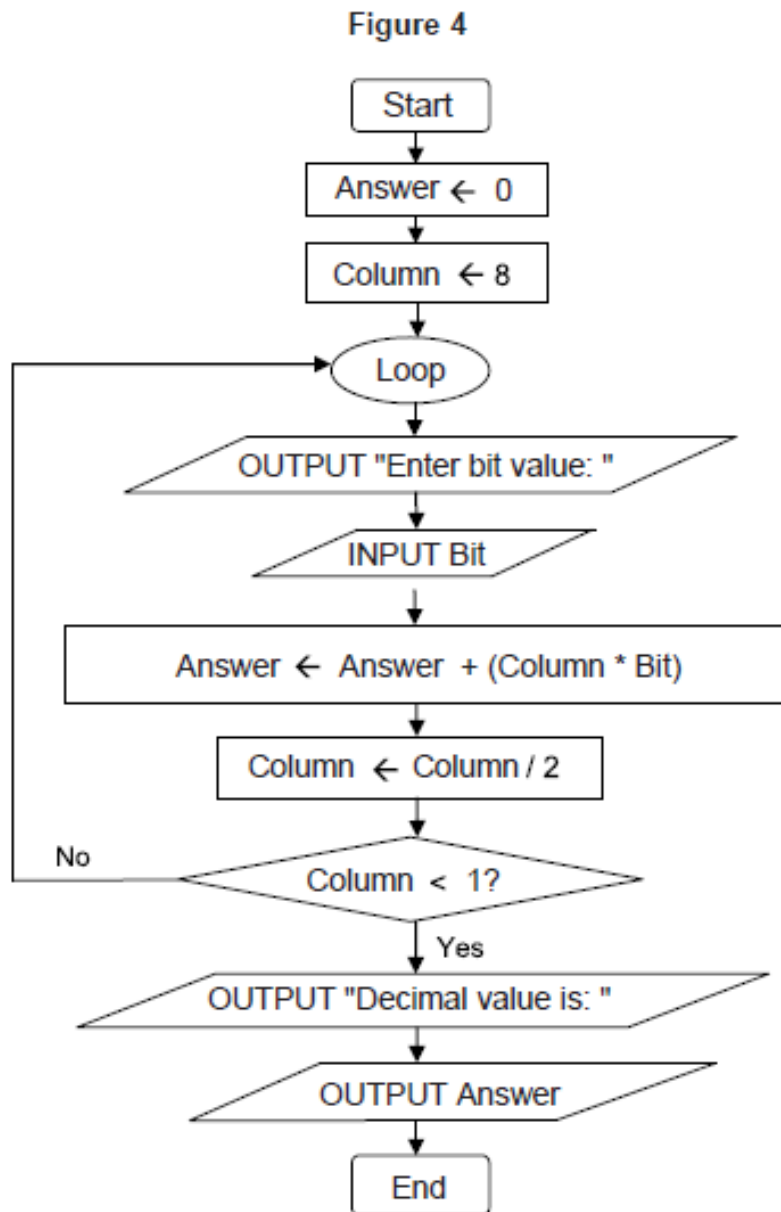 Figure 4
Start
Answer ← 0
Column ← 8
Loop
OUTPUT "Enter bit value: "
INPUT Bit
Answer ← Answer + (Column * Bit)
Column ← Column / 2
No
Column < 1?
Yes
OUTPUT "Decimal value is: "
OUTPUT Answer
End